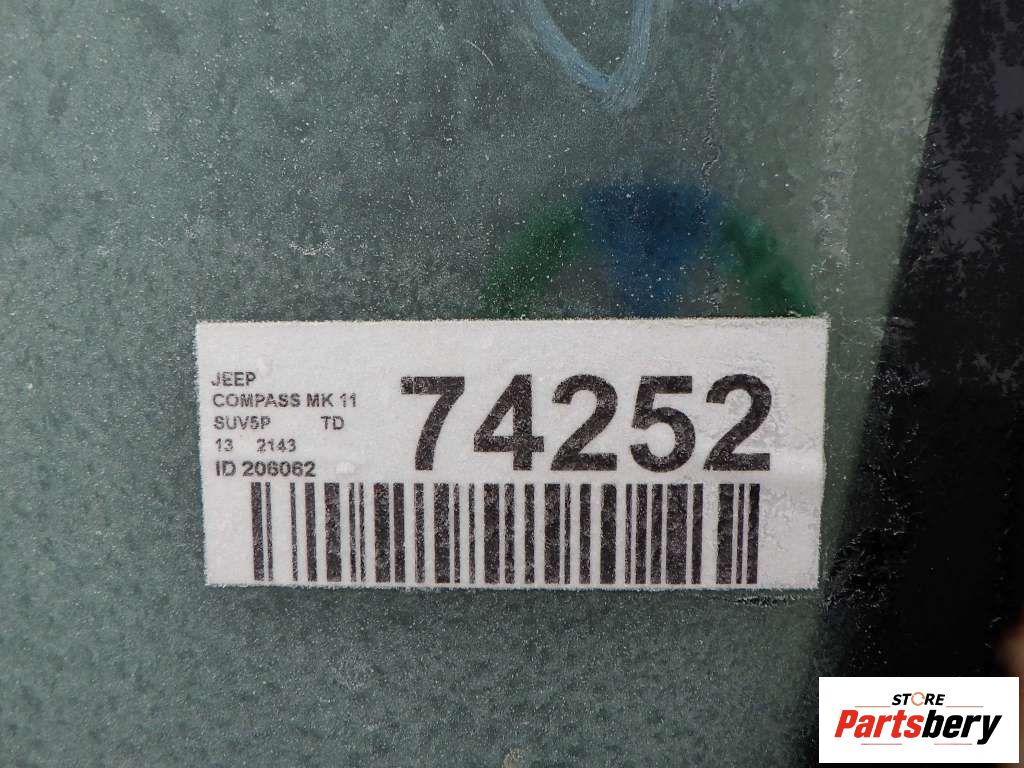 JEEP
COMPASS MK 11
SUV5P TD
13 2143
ID 206062
74252
STORE
Partsbery